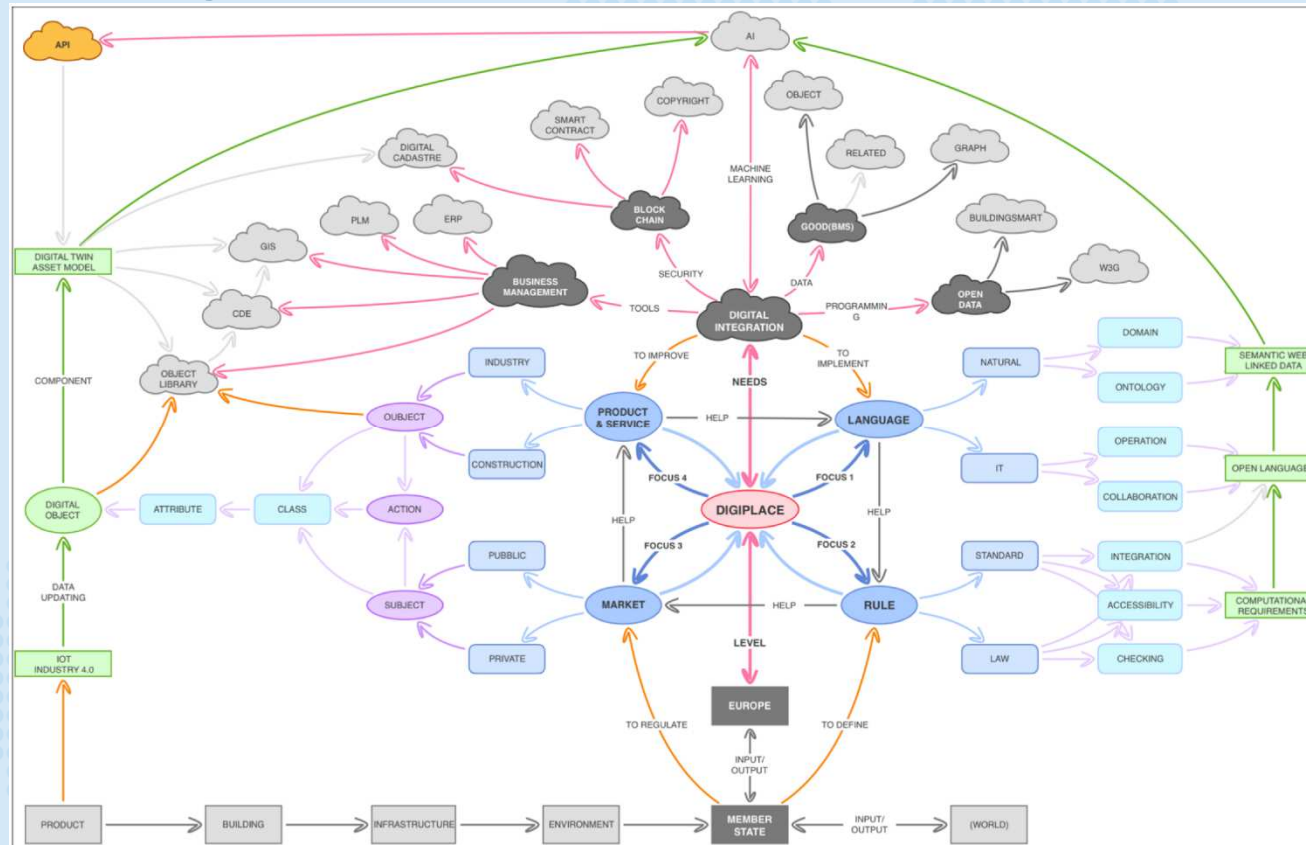 API
AI
OBJECT
COPYRIGHT
SMART
CONTRACT
DIGITAL
CADASTRE
MACHINE
LEARNING
RELATED
GRAPH
BLOCK
CHAIN
GOOD(BMS)
BUILDINGSMART
PLM
ERP
GIS
DIGITAL TWIN
ASSET MODEL
W3G
SECURITY
DATA
BUSINESS
MANAGEMENT
OPEN
DATA
CDE
TOOLS
DIGITAL
INTEGRATION
PROGRAMMIN
G
DOMAIN
TO IMPROVE
TO
IMPLEMENT
INDUSTRY
NATURAL
SEMANTIC WEB
LINKED DATA
OBJECT
LIBRARY
COMPONENT
NEEDS
ONTOLOGY
OUBJECT
PRODUCT
& SERVICE
HELP
LANGUAGE
OPERATION
CONSTRUCTION
IT
OPEN LANGUAGE
FOCUS 4
FOCUS 1
COLLABORATION
DIGITAL
OBJECT
ATTRIBUTE
CLASS
ACTION
HELP
DIGIPLACE
HELP
FOCUS 3
FOCUS 2
PUBBLIC
STANDARD
INTEGRATION
DATA
UPDATING
SUBJECT
MARKET
HELP
RULE
ACCESSIBILITY
COMPUTATIONAL
REQUIREMENTS
LEVEL
PRIVATE
LAW
CHECKING
IOT
INDUSTRY 4.0
EUROPE
TO REGULATE
TO DEFINE
INPUT/
OUTPUT
PRODUCT
BUILDING
INFRASTRUCTURE
ENVIRONMENT
MEMBER
STATE
INPUT/
OUTPUT
(WORLD)